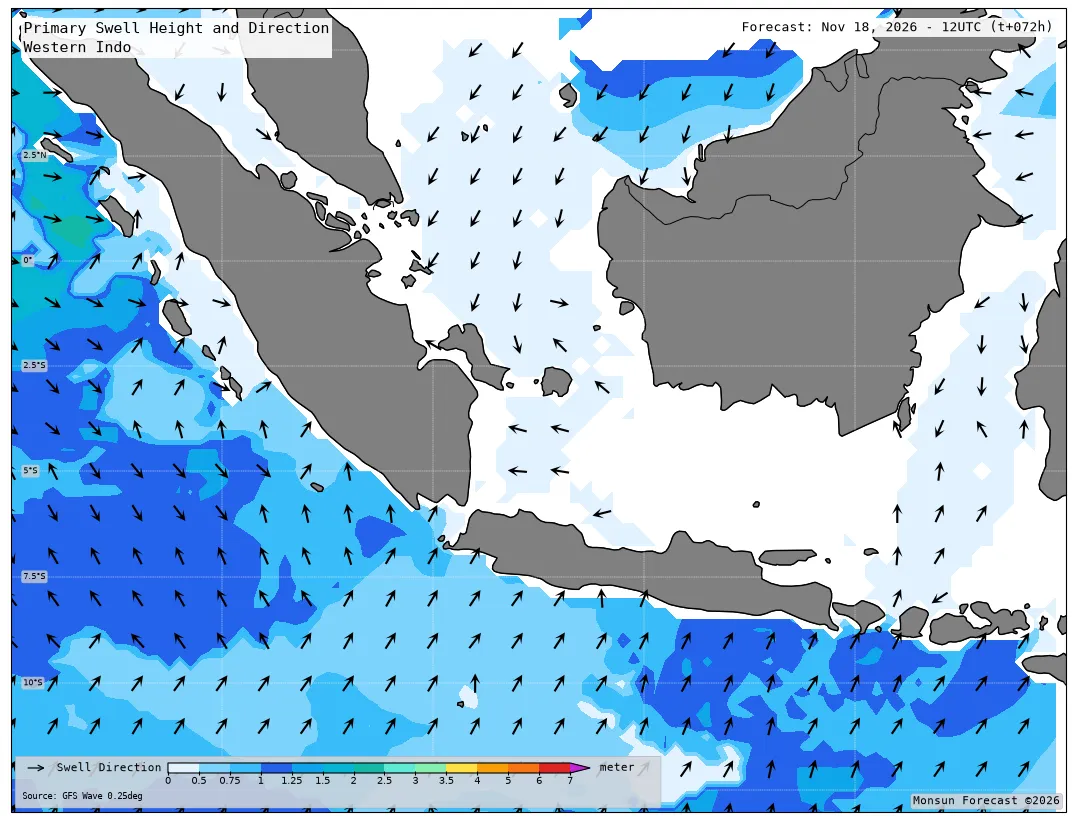 Primary Swell Height and Direction
Western Indo
Forecast: Nov 18, 2026 - 12UTC (t+072h)
2.5°N
0°
2.5°S
5°S
7.5°S
10°S
Swell Direction
0 0.5 0.75 1 1.25 1.5 2 2.5 3 3.5 4 5 6 7
meter
Source: GFS Wave 0.25deg
Monsun Forecast ©2026